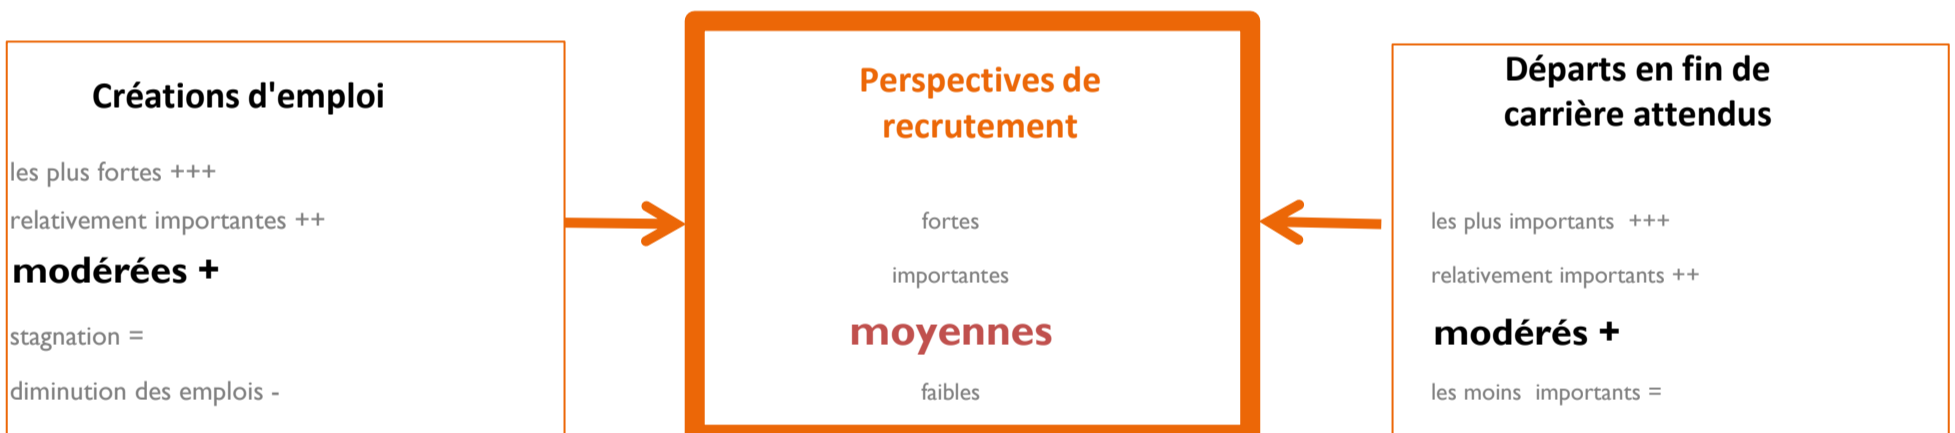 Créations d'emploi
les plus fortes +++
relativement importantes ++
modérées +
stagnation =
diminution des emplois -
Perspectives de
recrutement
fortes
importantes
moyennes
faibles
Départs en fin de
carrière attendus
les plus importants +++
relativement importants ++
modérés +
les moins importants =